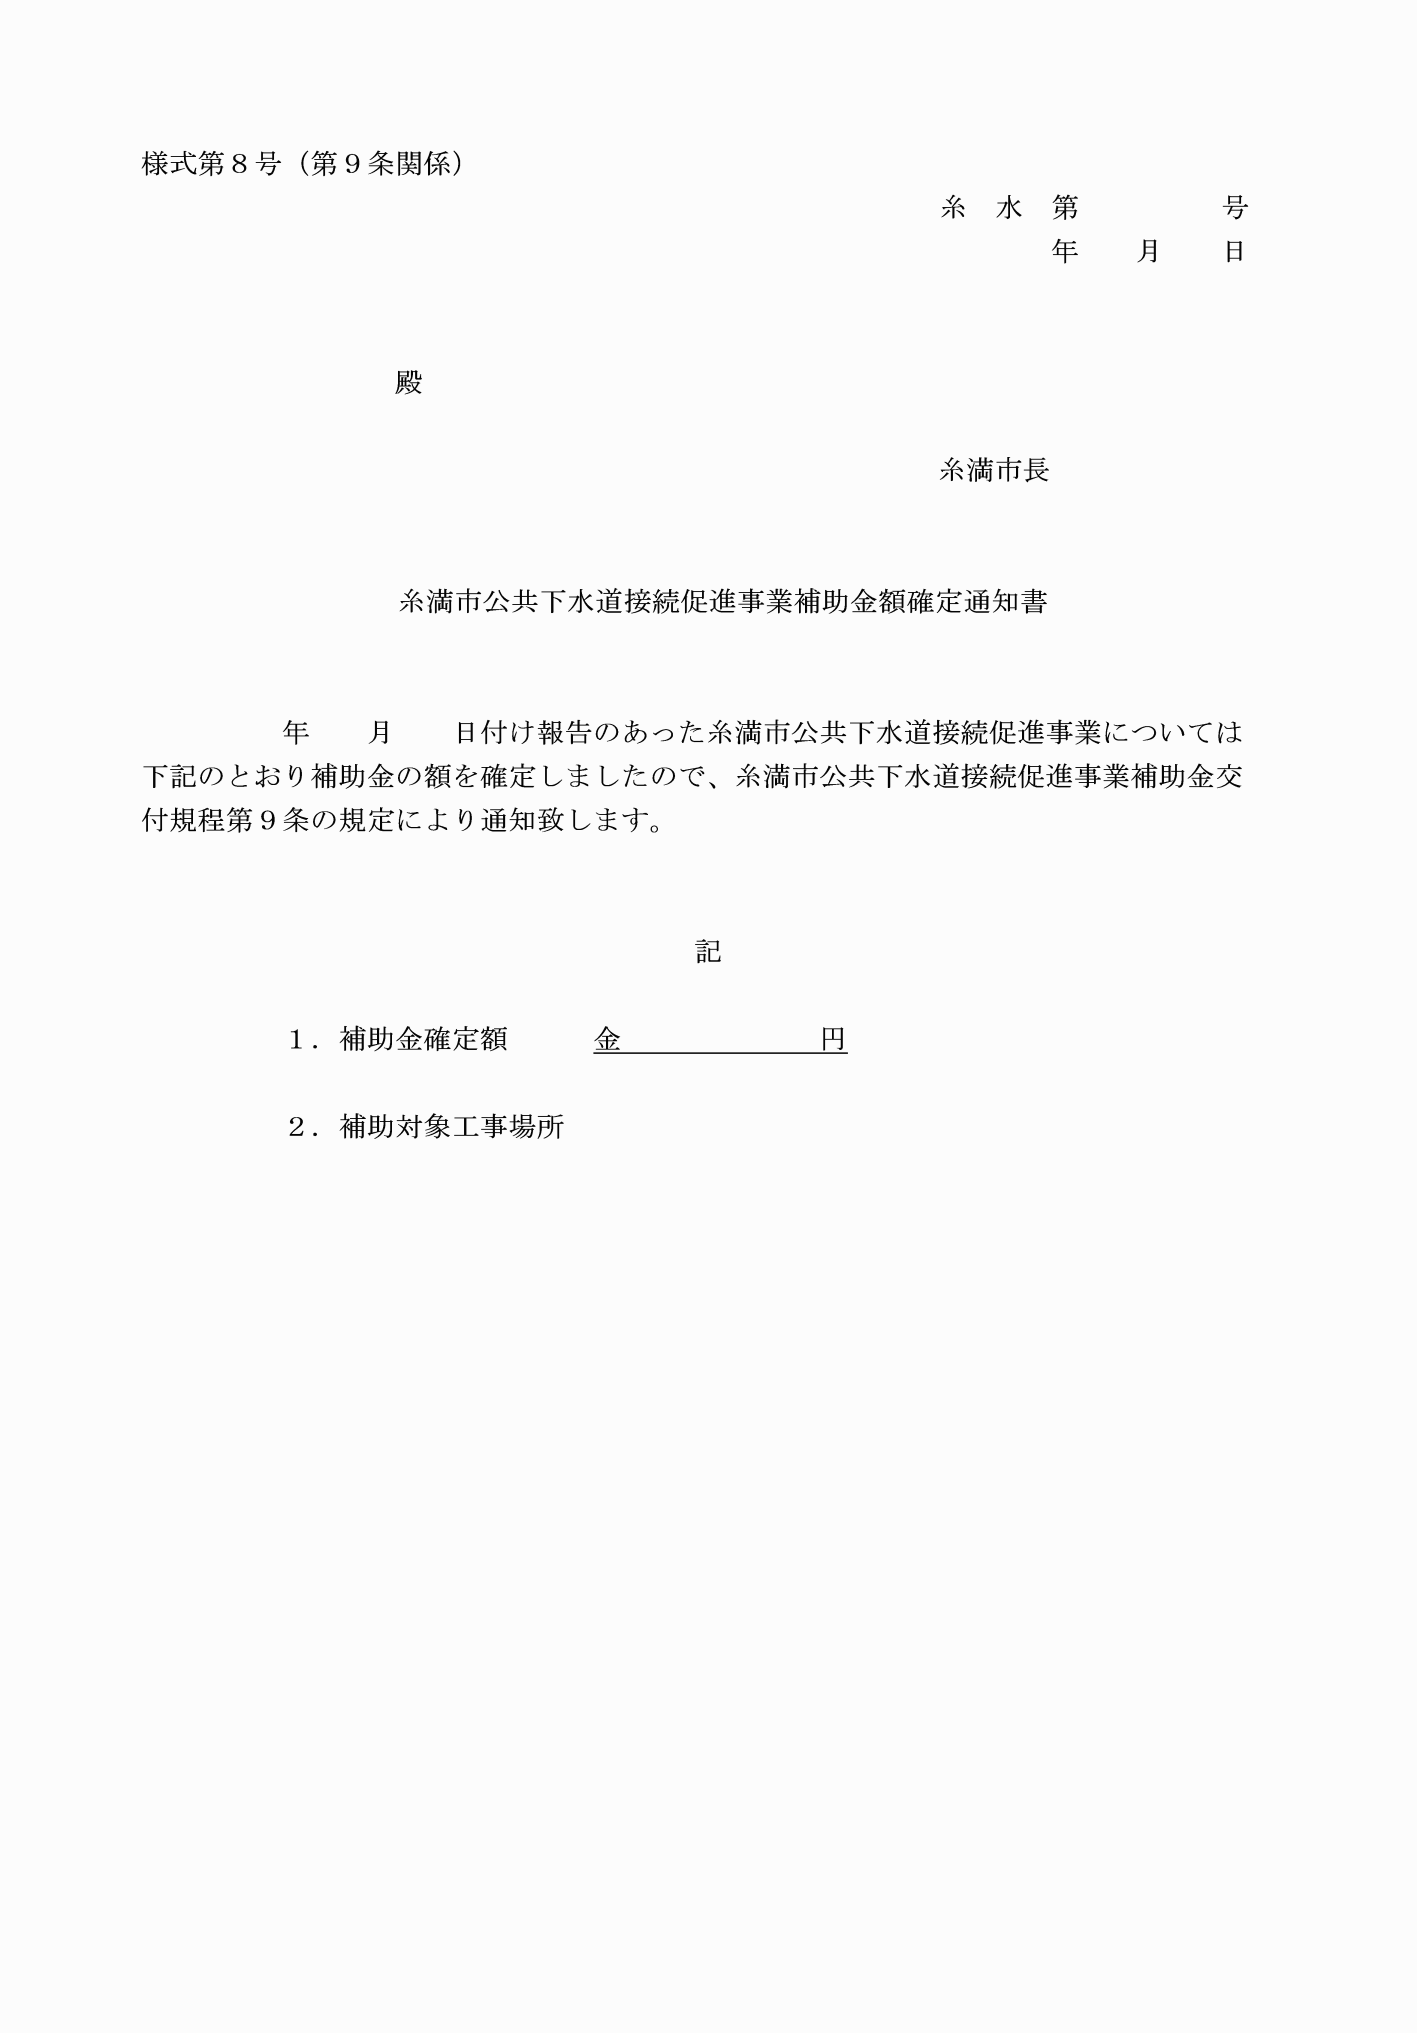 様式第８号（第９条関係）
糸　水　第　　　　　号
年　　月　　日
殿
糸満市長
糸満市公共下水道接続促進事業補助金額確定通知書
年　　月　　日付け報告のあった糸満市公共下水道接続促進事業については
下記のとおり補助金の額を確定しましたので、糸満市公共下水道接続促進事業補助金交
付規程第９条の規定により通知致します。
記
１．補助金確定額　　　金　　　　　　　円
２．補助対象工事場所